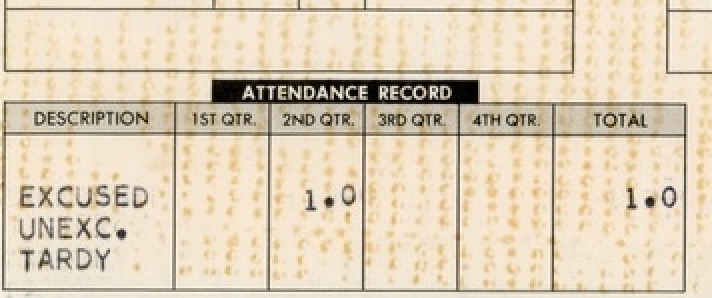 ATTENDANCE RECORD
DESCRIPTION 1ST QTR. 2ND QTR. 3RD QTR. 4TH QTR. TOTAL
EXCUSED 1.0 1.0
UNEXC.
TARDY